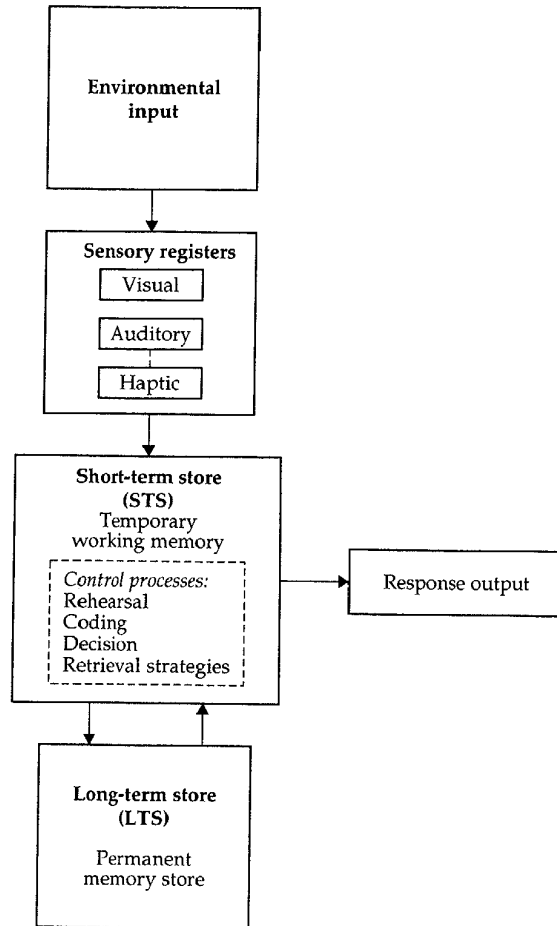 Environmental
input
Sensory registers
Visual
Auditory
Haptic
Short-term store
(STS)
Temporary
working memory
Control processes:
Rehearsal
Coding
Decision
Retrieval strategies
Response output
Long-term store
(LTS)
Permanent
memory store